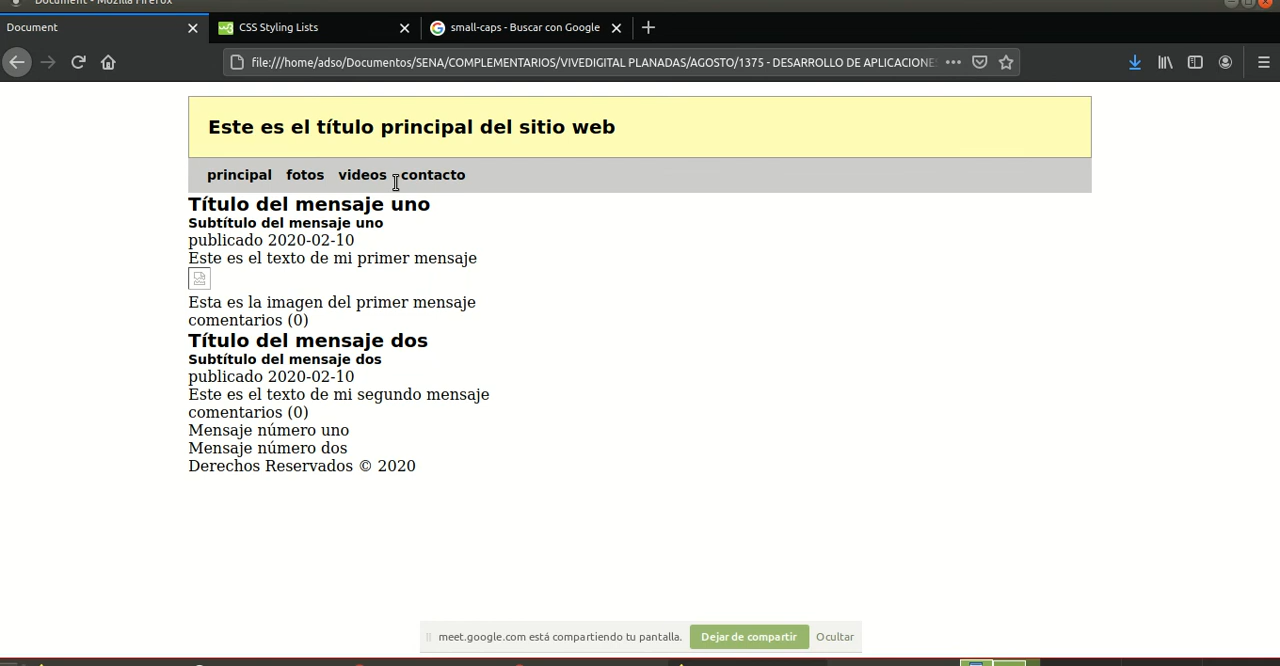 Document - Mozilla Firefox
Document
CSS Styling Lists
small-caps - Buscar con Google
file:///home/adso/Documentos/SENA/COMPLEMENTARIOS/VIVEDIGITAL PLANADAS/AGOSTO/1375 - DESARROLLO DE APLICACIONE
Este es el título principal del sitio web
principal fotos videos contacto
Título del mensaje uno
Subtítulo del mensaje uno
publicado 2020-02-10
Este es el texto de mi primer mensaje
Esta es la imagen del primer mensaje
comentarios (0)
Título del mensaje dos
Subtítulo del mensaje dos
publicado 2020-02-10
Este es el texto de mi segundo mensaje
comentarios (0)
Mensaje número uno
Mensaje número dos
Derechos Reservados © 2020
meet.google.com está compartiendo tu pantalla. Dejar de compartir Ocultar